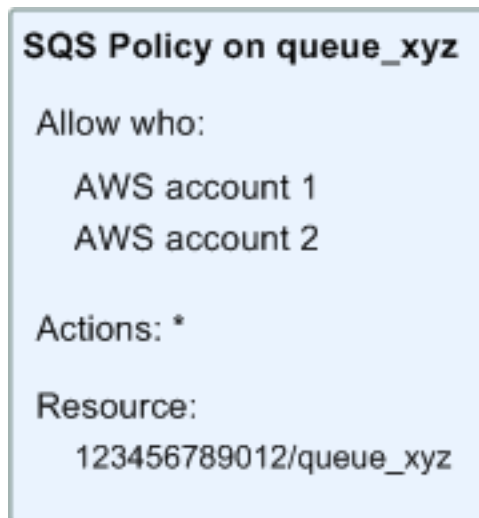 SQS Policy on queue_xyz
Allow who:
AWS account 1
AWS account 2
Actions: *
Resource:
123456789012/queue_xyz